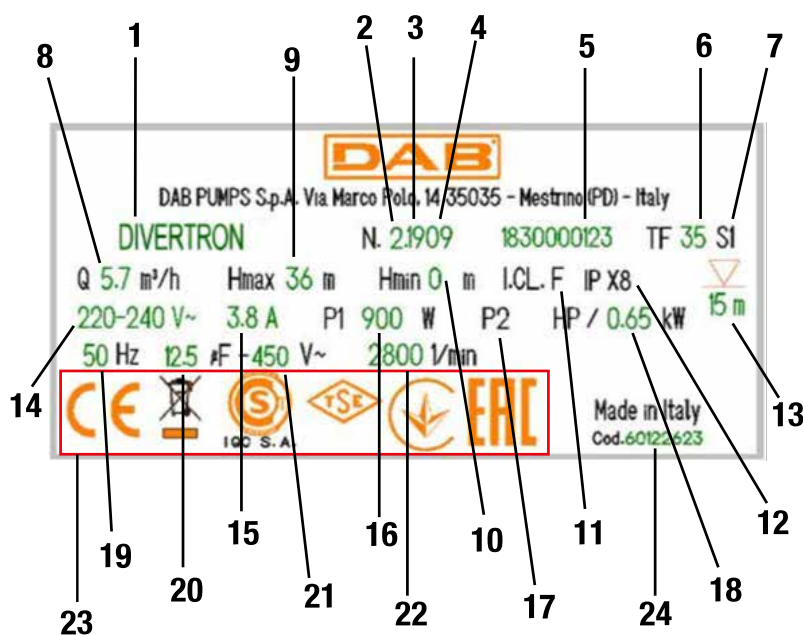 1 2 3 4 5 6 7
8 9
DAB
DAB PUMPS S.p.A. Via Marco Polo, 14 35035 - Mestrino (PD) - Italy
DIVERTRON N. 2.1909 1830000123 TF 35 S1
Q 5.7 m³/h Hmax 36 m Hmin 0 m I.CL. F IP X8
220-240 V~ 3.8 A P1 900 W P2 HP / 0.65 kW 15 m
50 Hz 12.5 µF - 450 V~ 2800 1/min
CE S TSE EAC
IQC S.A.
Made in Italy
Cod.60122623
14 13
19 20 15 21 16 22 10 17 11 18 12
23 24